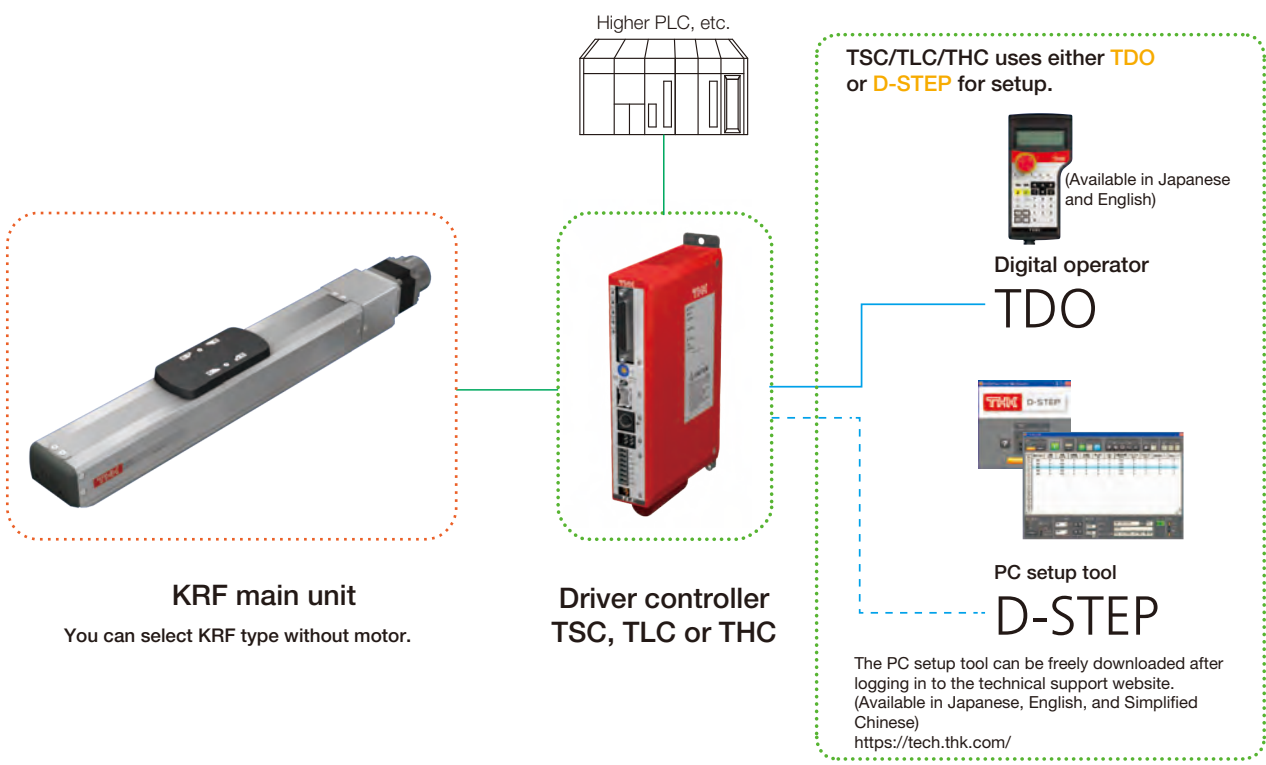 Higher PLC, etc.
TSC/TLC/THC uses either TDO
or D-STEP for setup.
(Available in Japanese
and English)
Digital operator
TDO
THK
THK
THK D-STEP
PC setup tool
D-STEP
KRF main unit
You can select KRF type without motor.
Driver controller
TSC, TLC or THC
The PC setup tool can be freely downloaded after
logging in to the technical support website.
(Available in Japanese, English, and Simplified
Chinese)
https://tech.thk.com/